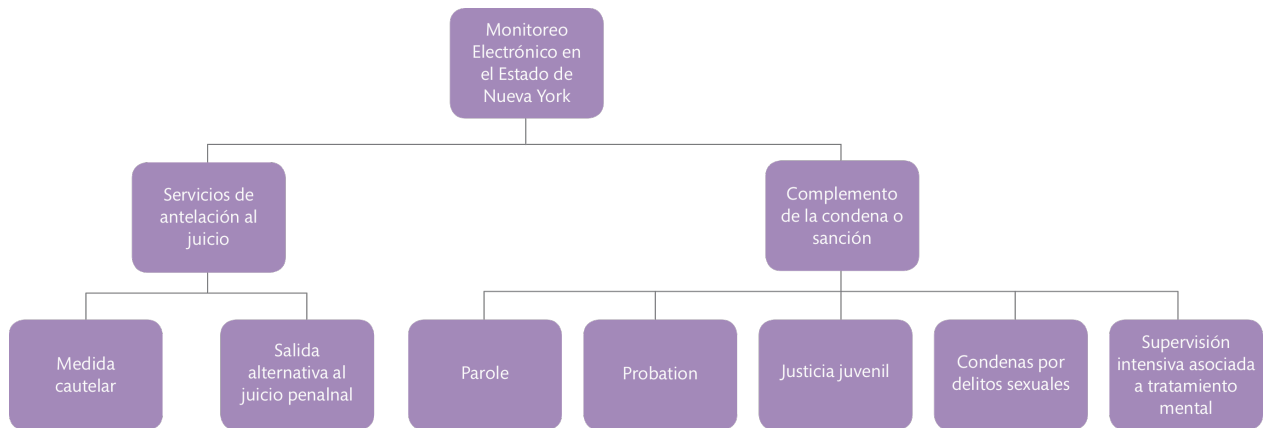 Monitoreo
Electrónico en
el Estado de
Nueva York
Servicios de
antelación al
juicio
Complemento
de la condena o
sanción
Medida
cautelar
Salida
alternativa al
juicio penalnal
Parole
Probation
Justicia juvenil
Condenas por
delitos sexuales
Supervisión
intensiva asociada
a tratamiento
mental